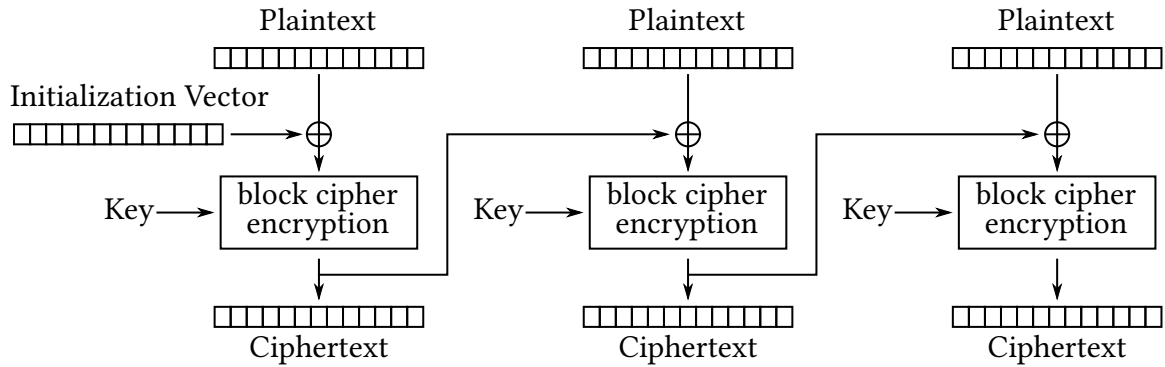 Plaintext
Plaintext
Plaintext
Initialization Vector
Key
block cipher
encryption
Key
block cipher
encryption
Key
block cipher
encryption
Ciphertext
Ciphertext
Ciphertext